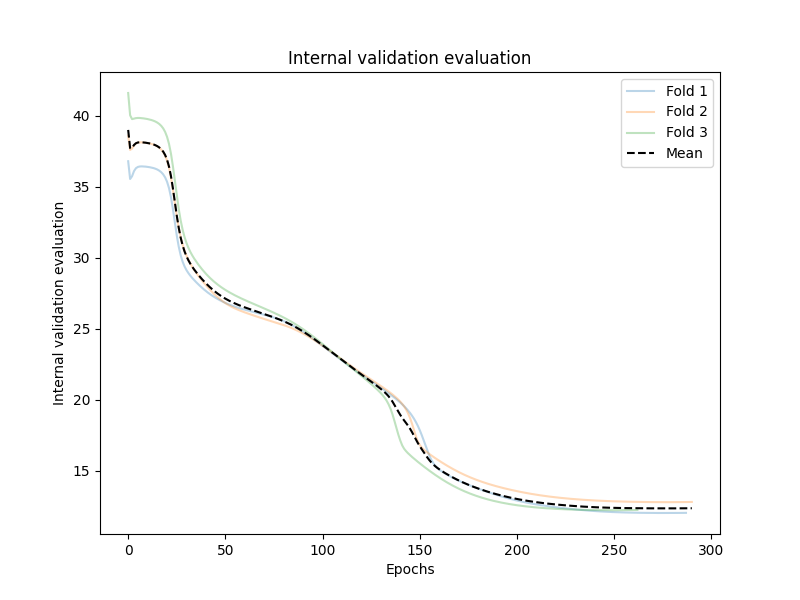 Internal validation evaluation
Fold 1
Fold 2
Fold 3
Mean
Internal validation evaluation
40
35
30
25
20
15
0 50 100 150 200 250 300
Epochs